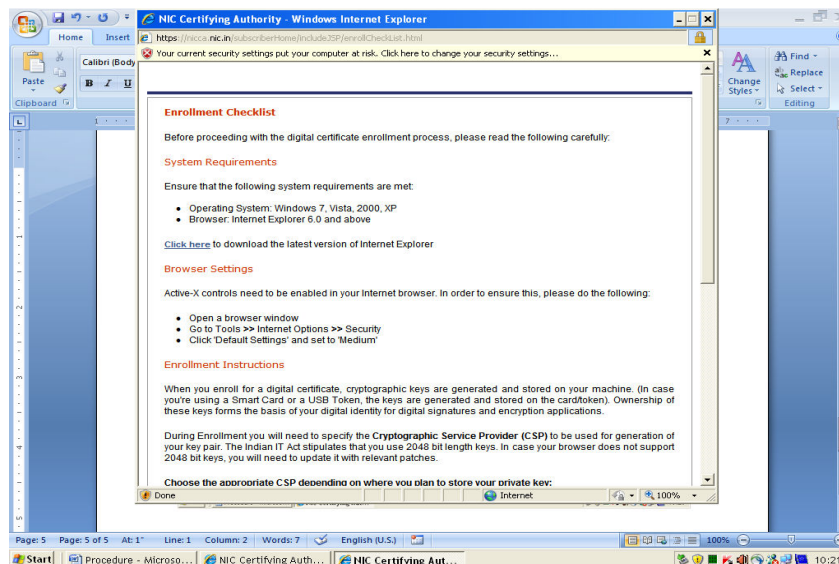 NIC Certifying Authority - Windows Internet Explorer
Home Insert
https://nicca.nic.in/subscriberHome/includeJSP/enrollCheckList.html
Your current security settings put your computer at risk. Click here to change your security settings...
Calibri (Body
Paste
B I U
Clipboard
Change Styles
Find
Replace
Select
Editing
Enrollment Checklist
Before proceeding with the digital certificate enrollment process, please read the following carefully:
System Requirements
Ensure that the following system requirements are met:
• Operating System: Windows 7, Vista, 2000, XP
• Browser: Internet Explorer 6.0 and above
Click here to download the latest version of Internet Explorer
Browser Settings
Active-X controls need to be enabled in your Internet browser. In order to ensure this, please do the following:
• Open a browser window
• Go to Tools >> Internet Options >> Security
• Click 'Default Settings' and set to 'Medium'
Enrollment Instructions
When you enroll for a digital certificate, cryptographic keys are generated and stored on your machine. (In case
you're using a Smart Card or a USB Token, the keys are generated and stored on the card/token). Ownership of
these keys forms the basis of your digital identity for digital signatures and encryption applications.
During Enrollment you will need to specify the Cryptographic Service Provider (CSP) to be used for generation of
your key pair. The Indian IT Act stipulates that you use 2048 bit length keys. In case your browser does not support
2048 bit keys, you will need to update it with relevant patches.
Choose the appropriate CSP depending on where you plan to store your private key:
Done Internet 100%
Page: 5 Page: 5 of 5 At: 1" Line: 1 Column: 2 Words: 7 English (U.S.) 100%
Start Procedure - Microso... NIC Certifying Auth... NIC Certifying Aut... 10:21